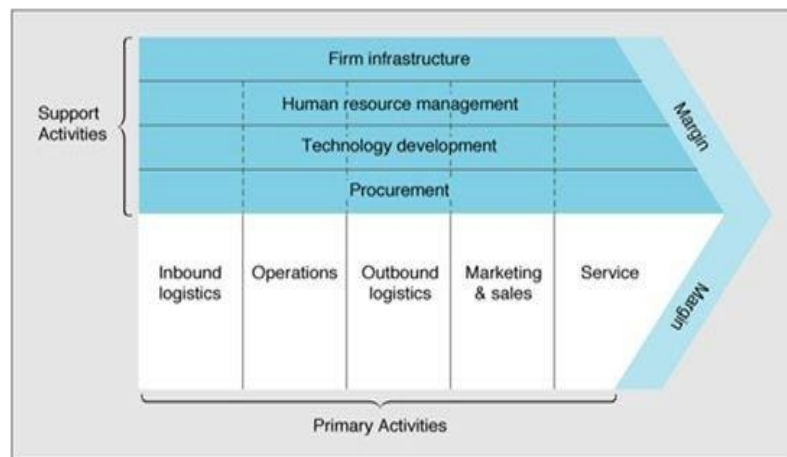 Firm infrastructure
Support
Activities
Human resource management
Technology development
Procurement
Margin
Inbound
logistics
Operations
Outbound
logistics
Marketing
& sales
Service
Margin
Primary Activities